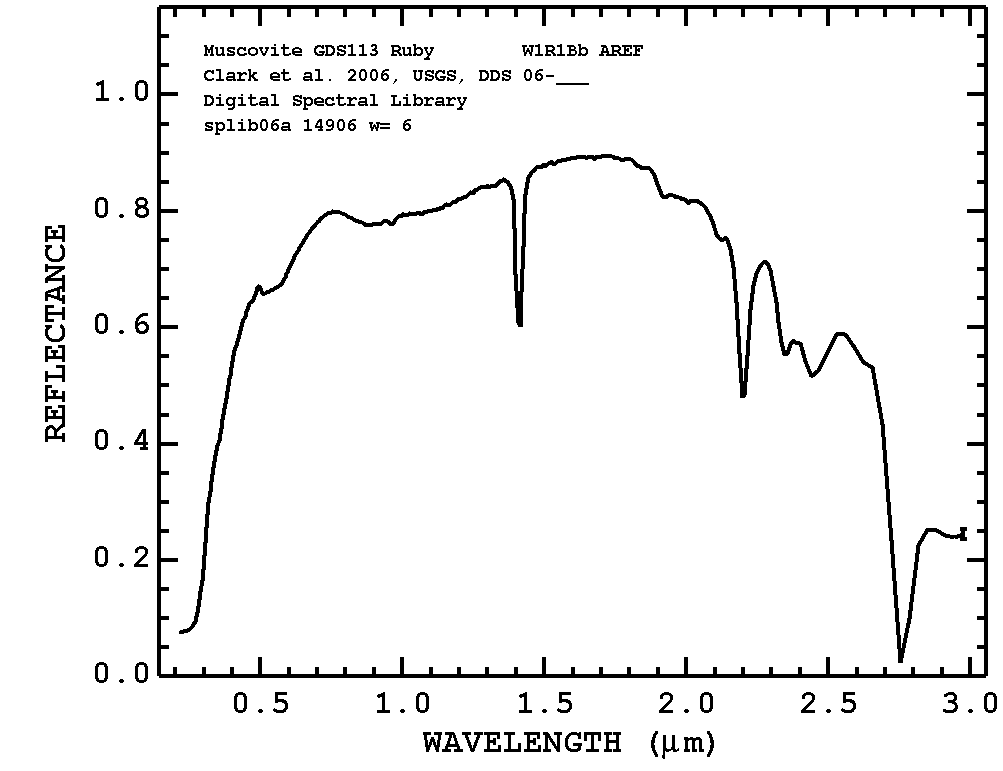 Muscovite GDS113 Ruby W1R1Bb AREF
Clark et al. 2006, USGS, DDS 06-___
Digital Spectral Library
splib06a 14906 w= 6
REFLECTANCE
1.0
0.8
0.6
0.4
0.2
0.0
0.5 1.0 1.5 2.0 2.5 3.0
WAVELENGTH (μm)